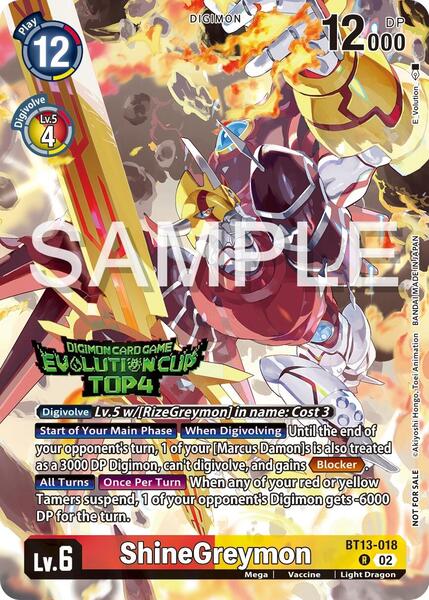 Play
12
DIGIMON
12000
DP
Digivolve
Lv.5
4
E_Volution_
SAMPLE
©Akiyoshi Hongo, Toei Animation BANDAI MADE IN JAPAN
NOT FOR SALE
DIGIMON CARD GAME
EVOLUTION CUP
TOP4
Digivolve Lv.5 w/[RizeGreymon] in name: Cost 3
Start of Your Main Phase When Digivolving Until the end of
your opponent's turn, 1 of your [Marcus Damon]s is also treated
as a 3000 DP Digimon, can't digivolve, and gains Blocker.
All Turns Once Per Turn When any of your red or yellow
Tamers suspend, 1 of your opponent's Digimon gets -6000
DP for the turn.
Lv.6
ShineGreymon
BT13-018
R 02
Mega Vaccine Light Dragon